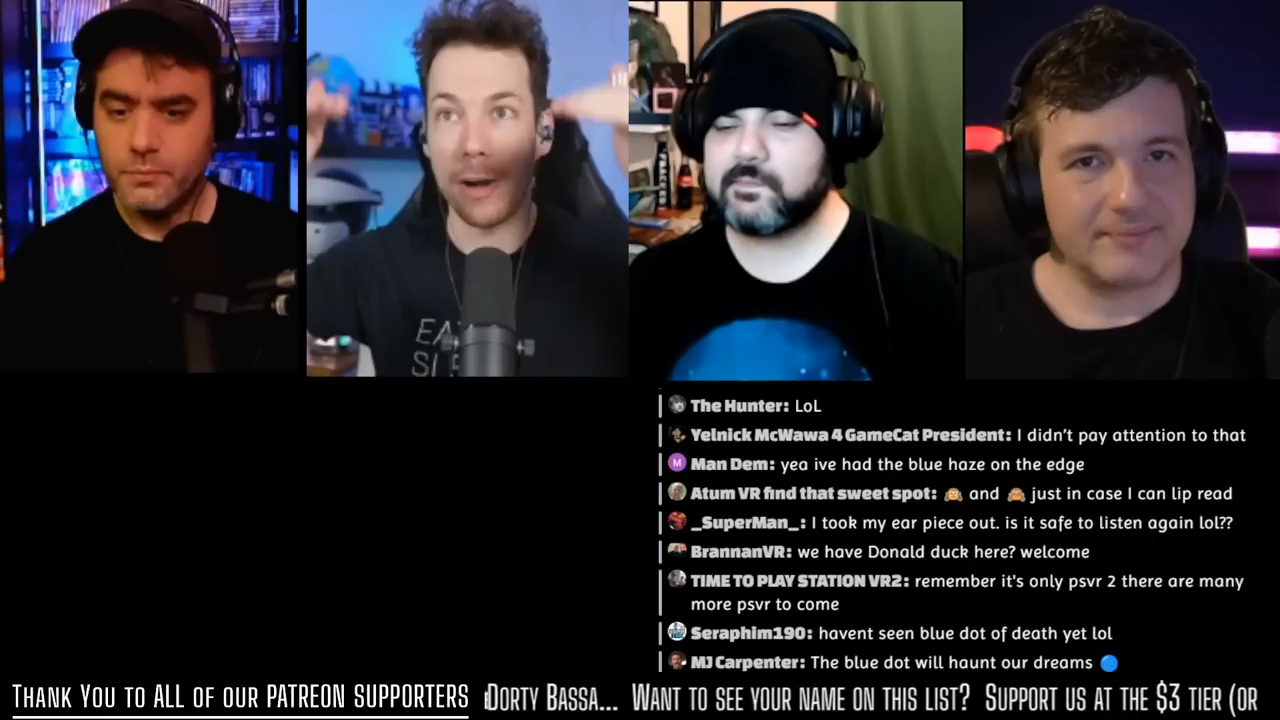 EAT
The Hunter: LoL
Yelnick McWawa 4 GameCat President: I didn't pay attention to that
Man Dem: yea ive had the blue haze on the edge
Atum VR find that sweet spot: 🙉 and 🙈 just in case I can lip read
_SuperMan_: I took my ear piece out. is it safe to listen again lol??
BrannanVR: we have Donald duck here? welcome
TIME TO PLAY STATION VR2: remember it's only psvr 2 there are many
more psvr to come
Seraphim190: havent seen blue dot of death yet lol
MJ Carpenter: The blue dot will haunt our dreams 🔵
THANK YOU TO ALL OF OUR PATREON SUPPORTERS DORTY BASSA... WANT TO SEE YOUR NAME ON THIS LIST? SUPPORT US AT THE $3 TIER (OR